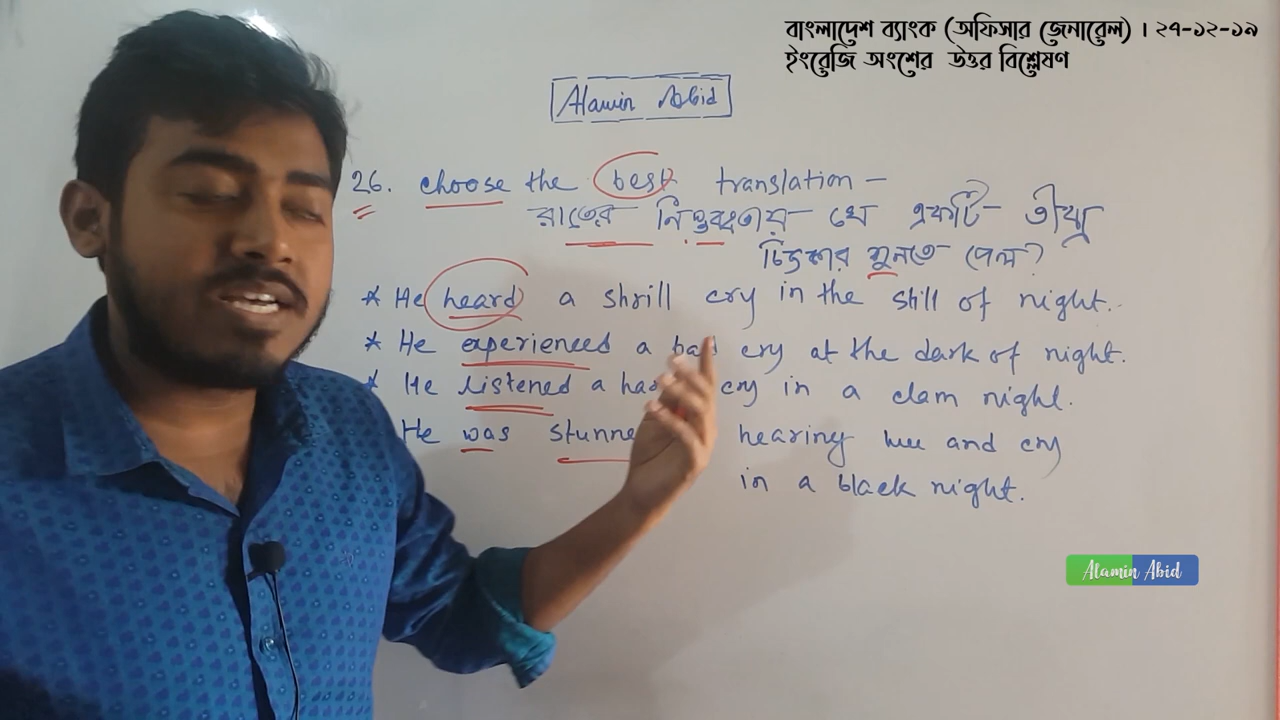 বাংলাদেশ ব্যাংক (অফিসার জেনারেল) । ২৭-১২-১৯
ইংরেজি অংশের উত্তর বিশ্লেষণ
Alamin Abid
26. choose the best translation -
রাতের নিস্তব্ধতায় সে একটি তীক্ষ্ণ
চিৎকার শুনতে পেল?
* He heard a shrill cry in the still of night.
* He experienced a bad cry at the dark of night.
* He listened a cry in a clam night.
He was hearing hue and cry
in a black night.
Alamin Abid